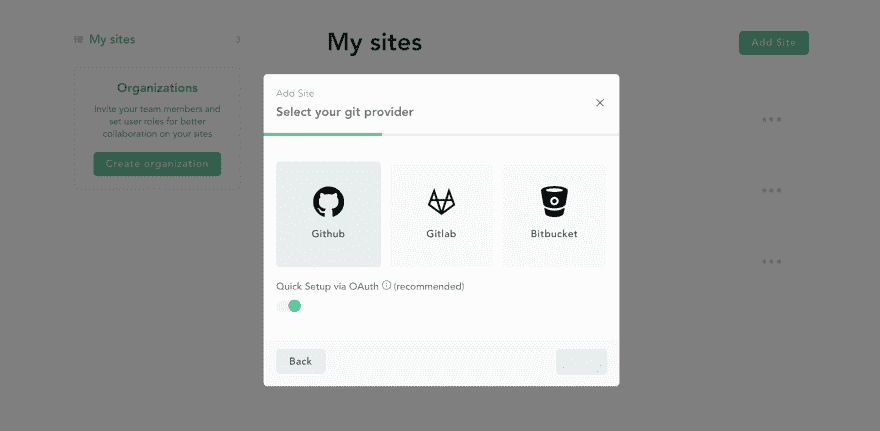 My sites
3
My sites
Add Site
Organizations
Invite your team members and
set user roles for better
collaboration on your sites
Create organization
Add Site
Select your git provider
Github
Gitlab
Bitbucket
Quick Setup via OAuth (recommended)
Back